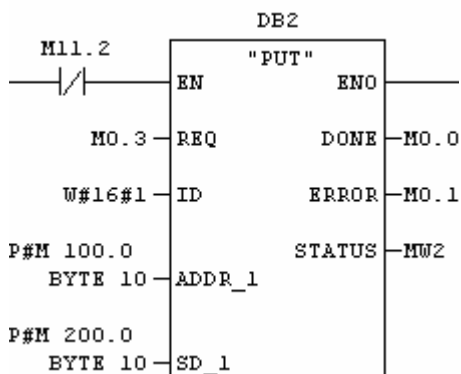 DB2
M11.2
"PUT"
EN ENO
M0.3 REQ DONE M0.0
W#16#1 ID ERROR M0.1
P#M 100.0 STATUS MW2
BYTE 10 ADDR_1
P#M 200.0
BYTE 10 SD_1